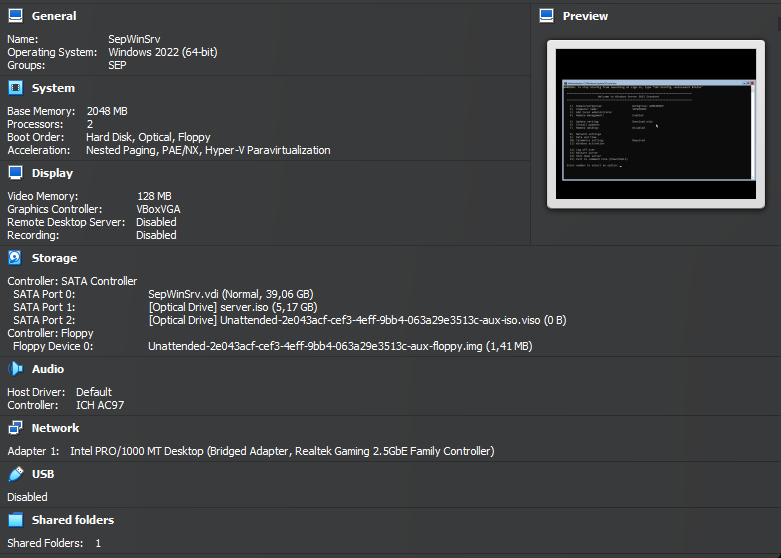 General
Name: SepWinSrv
Operating System: Windows 2022 (64-bit)
Groups: SEP
System
Base Memory: 2048 MB
Processors: 2
Boot Order: Hard Disk, Optical, Floppy
Acceleration: Nested Paging, PAE/NX, Hyper-V Paravirtualization
Display
Video Memory: 128 MB
Graphics Controller: VBoxVGA
Remote Desktop Server: Disabled
Recording: Disabled
Storage
Controller: SATA Controller
SATA Port 0: SepWinSrv.vdi (Normal, 39,06 GB)
SATA Port 1: [Optical Drive] server.iso (5,17 GB)
SATA Port 2: [Optical Drive] Unattended-2e043acf-cef3-4eff-9bb4-063a29e3513c-aux-iso.viso (0 B)
Controller: Floppy
Floppy Device 0: Unattended-2e043acf-cef3-4eff-9bb4-063a29e3513c-aux-floppy.img (1,41 MB)
Audio
Host Driver: Default
Controller: ICH AC97
Network
Adapter 1: Intel PRO/1000 MT Desktop (Bridged Adapter, Realtek Gaming 2.5GbE Family Controller)
USB
Disabled
Shared folders
Shared Folders: 1
Preview